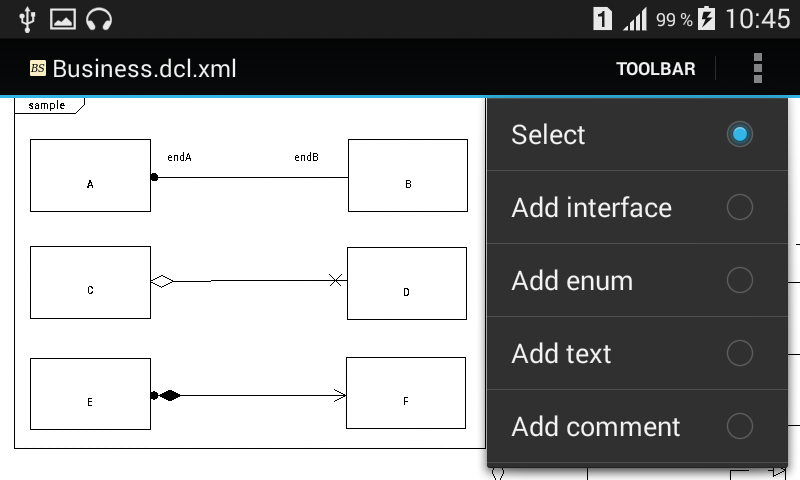 1 99 % 10:45
BS Business.dcl.xml TOOLBAR
sample
endA endB
A B
C D
E F
Select
Add interface
Add enum
Add text
Add comment